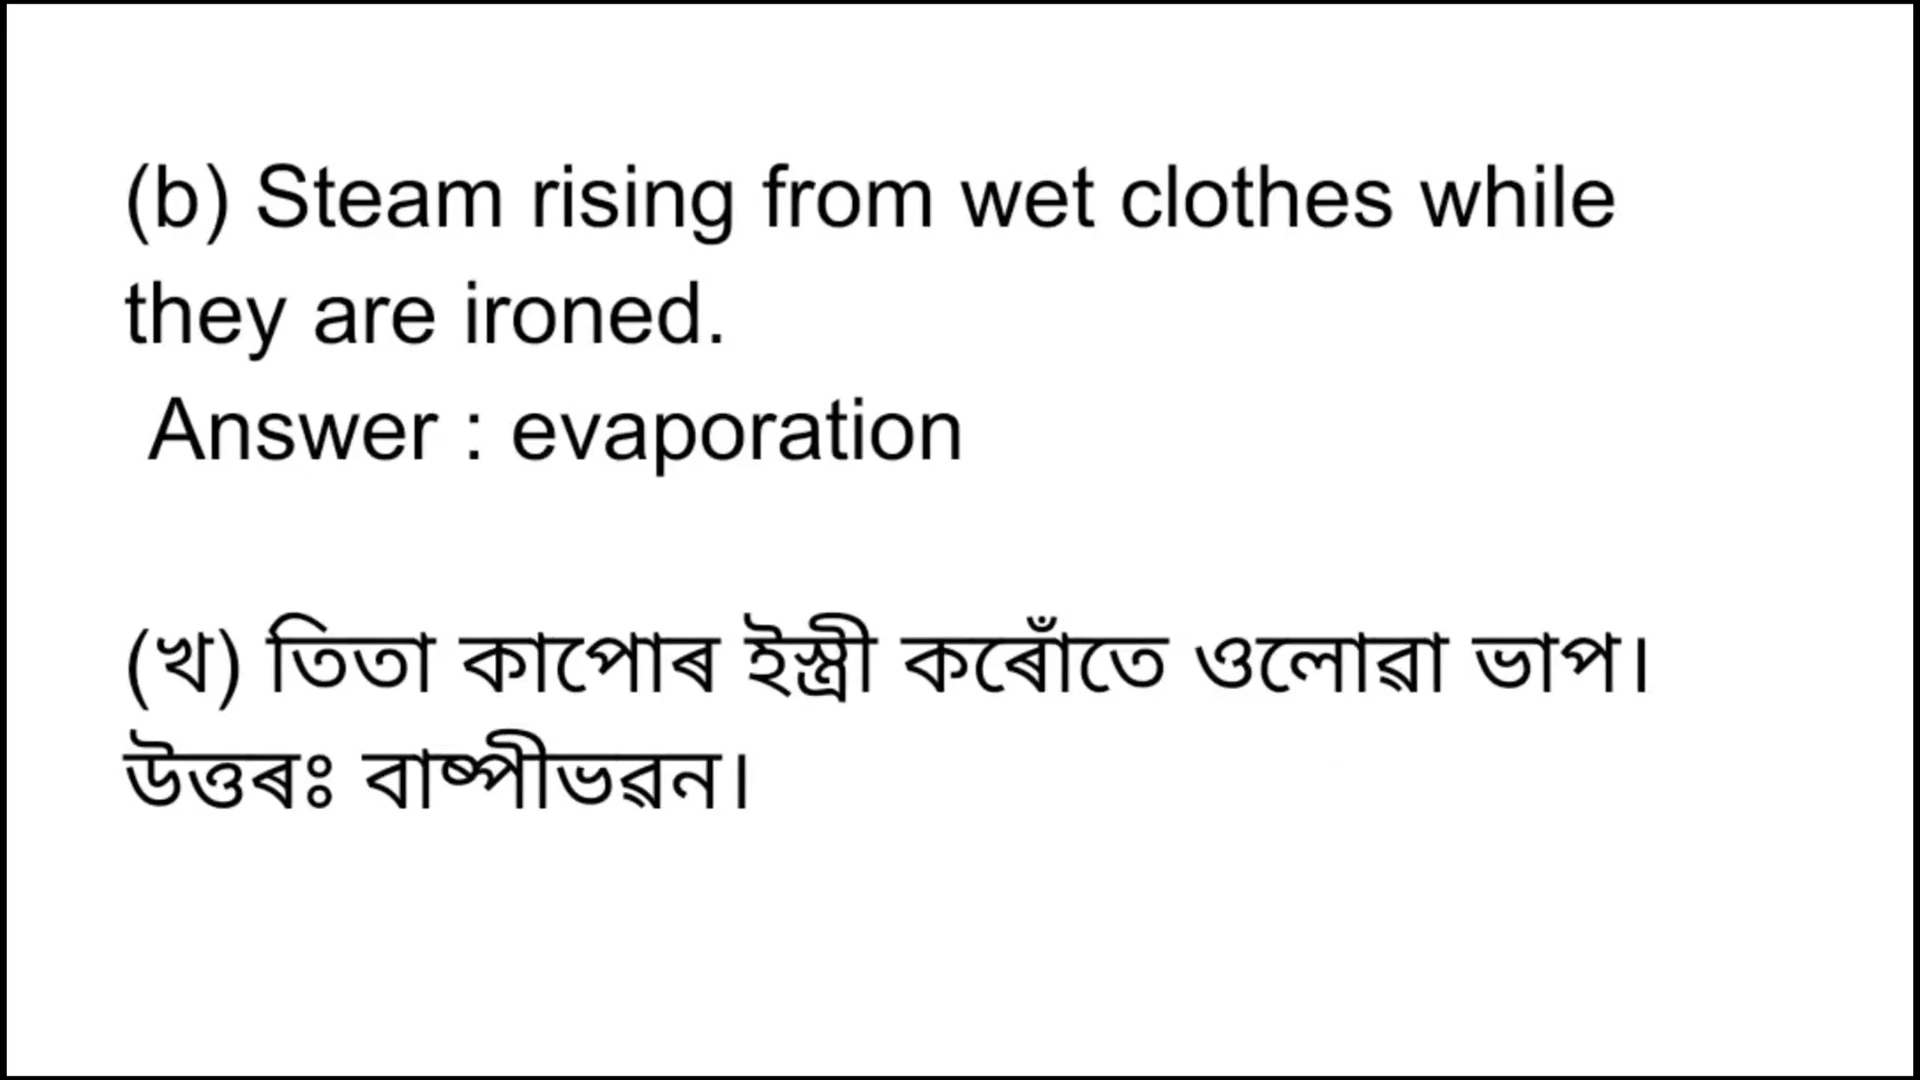 (b) Steam rising from wet clothes while
they are ironed.
Answer : evaporation
(খ) তিতা কাপোৰ ইস্ত্ৰী কৰোঁতে ওলোৱা ভাপ।
উত্তৰঃ বাষ্পীভৱন।